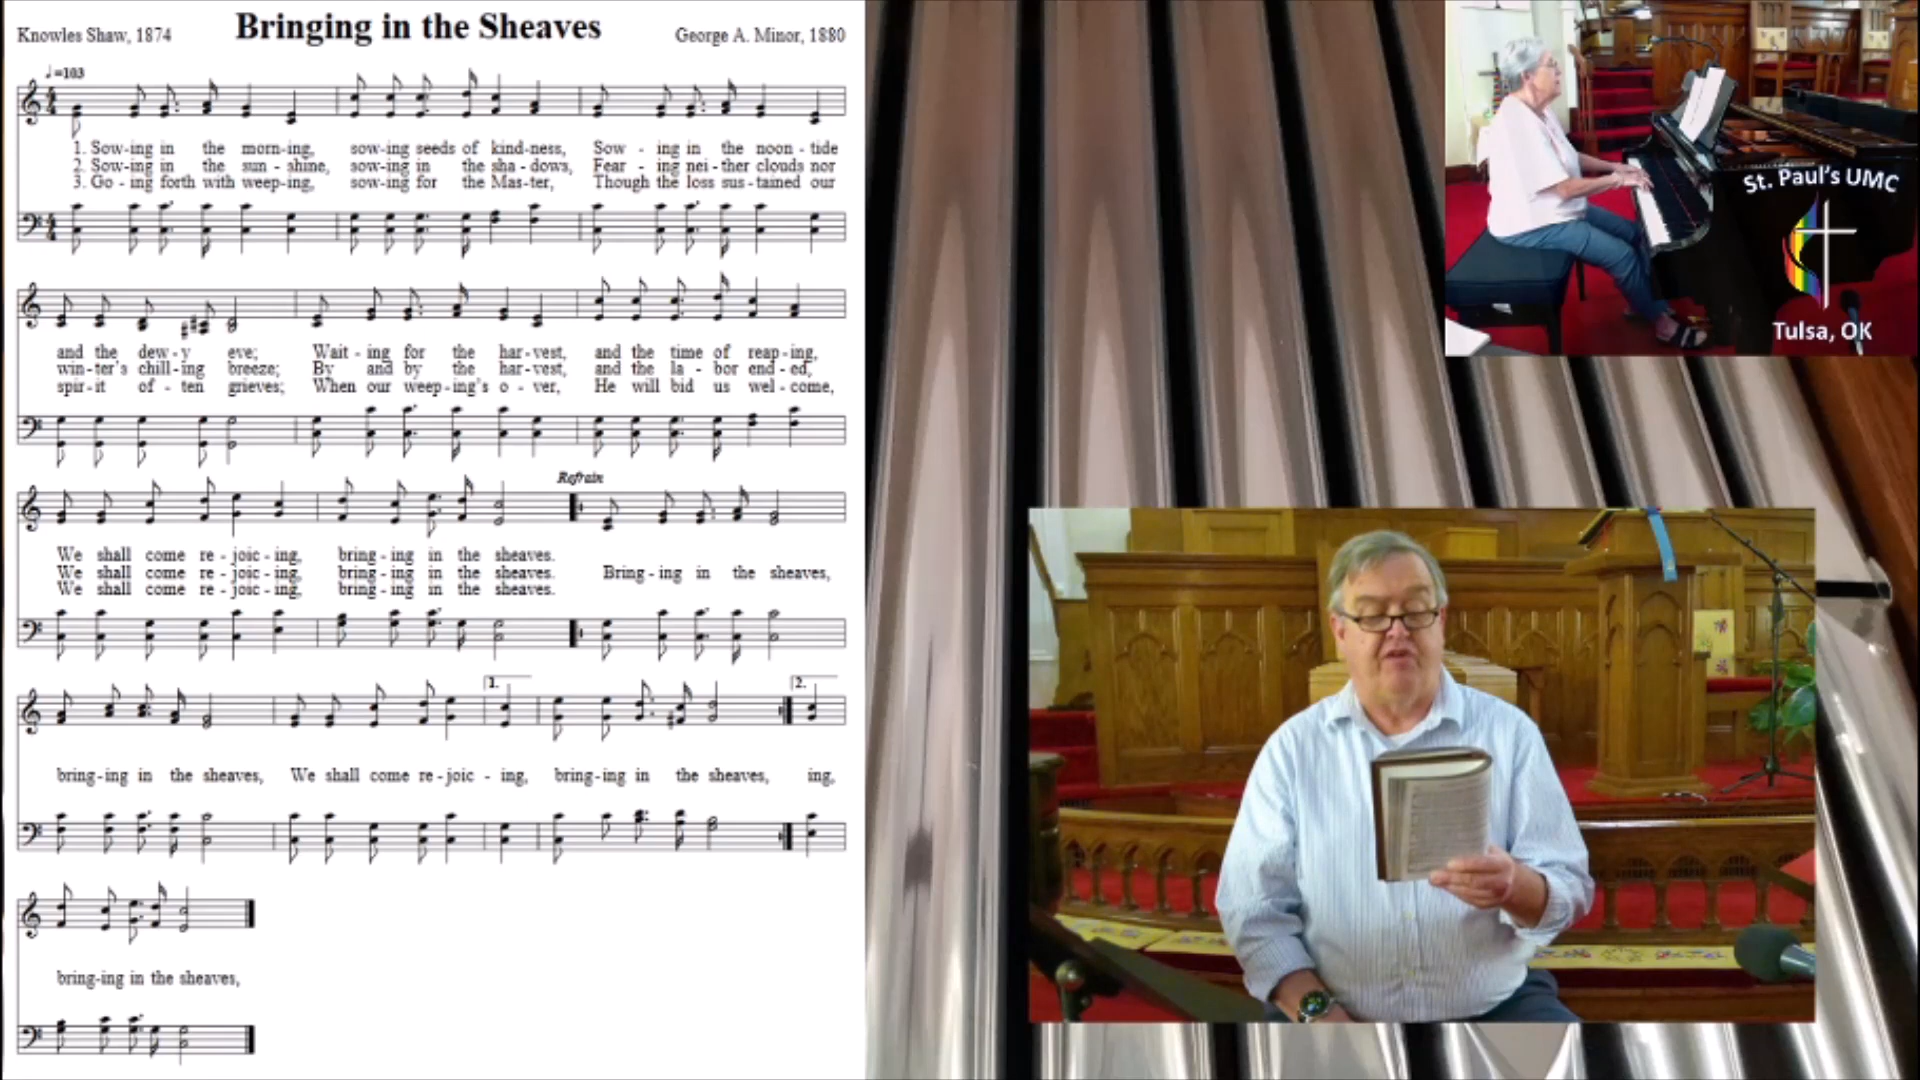 Bringing in the Sheaves
Knowles Shaw, 1874
George A. Minor, 1880
♩=103
1. Sow-ing in the morn-ing, sow-ing seeds of kind-ness, Sow - ing in the noon - tide
2. Sow-ing in the sun - shine, sow-ing in the sha - dows, Fear - ing nei - ther clouds nor
3. Go - ing forth with weep-ing, sow-ing for the Mas-ter, Though the loss sus - tained our
and the dew - y eve; Wait - ing for the har-vest, and the time of reap-ing,
win-ter's chill-ing breeze; By and by the har-vest, and the la - bor end-ed,
spir-it of - ten grieves; When our weep-ing's o - ver, He will bid us wel-come,
Refrain
We shall come re - joic - ing, bring-ing in the sheaves.
We shall come re - joic - ing, bring-ing in the sheaves. Bring-ing in the sheaves,
We shall come re - joic - ing, bring-ing in the sheaves.
1.
2.
bring-ing in the sheaves, We shall come re-joic - ing, bring-ing in the sheaves, ing,
bring-ing in the sheaves,
St. Paul's UMC
Tulsa, OK